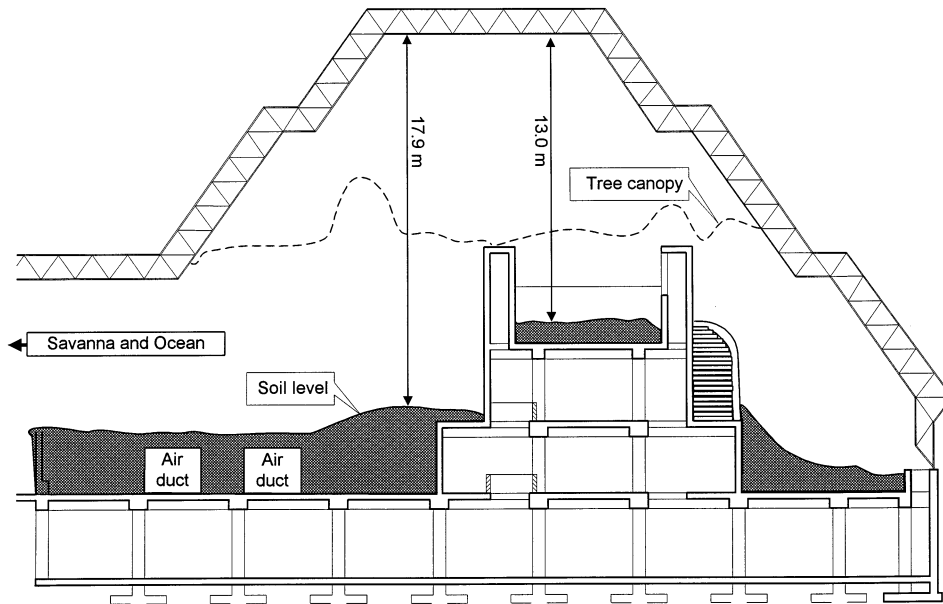 17.9 m
13.0 m
Tree canopy
Savanna and Ocean
Soil level
Air
duct
Air
duct